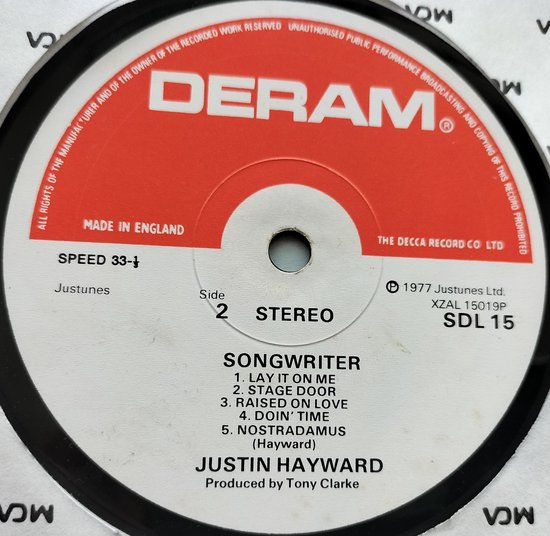 ALL RIGHTS OF THE MANUFACTURER AND OF THE OWNER OF THE RECORDED WORK RESERVED UNAUTHORISED PUBLIC PERFORMANCE BROADCASTING AND COPYING OF THIS RECORD PROHIBITED
DERAM®
MADE IN ENGLAND
THE DECCA RECORD CO LTD
SPEED 33-⅓
Justunes
Side
2
STEREO
℗ 1977 Justunes Ltd.
XZAL 15019P
SDL 15
SONGWRITER
1. LAY IT ON ME
2. STAGE DOOR
3. RAISED ON LOVE
4. DOIN' TIME
5. NOSTRADAMUS
(Hayward)
JUSTIN HAYWARD
Produced by Tony Clarke
MCA
MCA
MCA
MCA
MCA